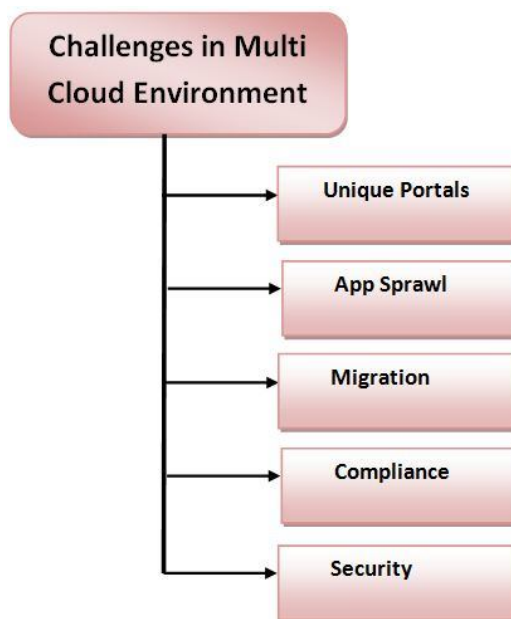 Challenges in Multi
Cloud Environment
Unique Portals
App Sprawl
Migration
Compliance
Security